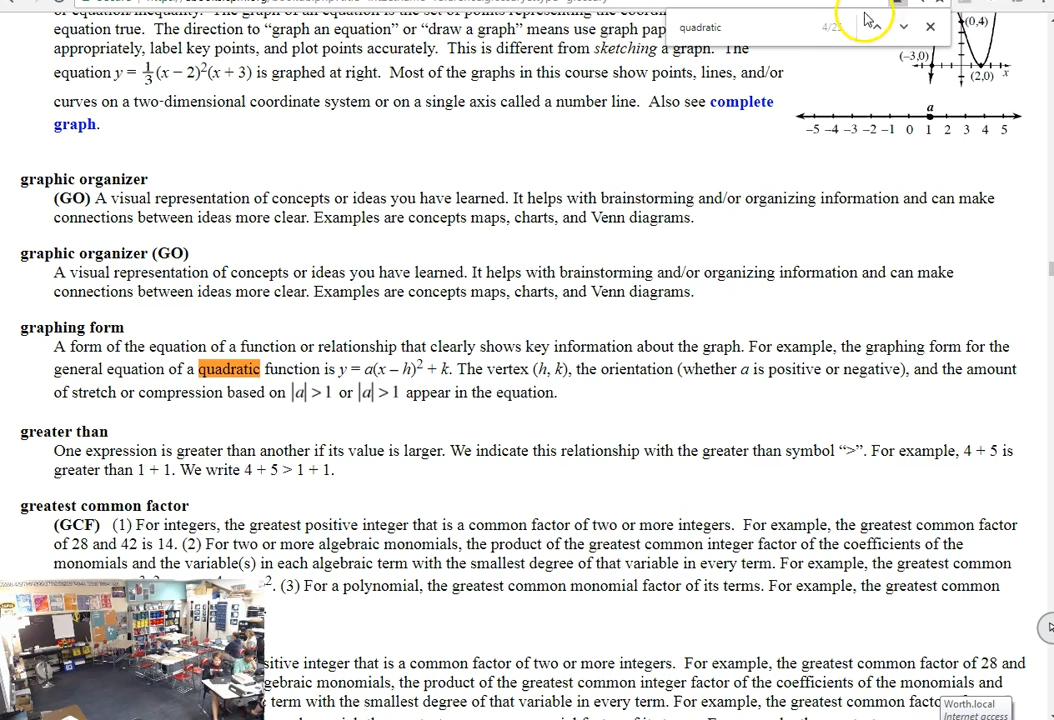 quadratic 4/2
equation true. The direction to “graph an equation” or “draw a graph” means use graph pap
appropriately, label key points, and plot points accurately. This is different from sketching a graph. The
equation y = 1/3(x − 2)²(x + 3) is graphed at right. Most of the graphs in this course show points, lines, and/or
curves on a two-dimensional coordinate system or on a single axis called a number line. Also see complete
graph.
(0,4)
(−3,0)
(2,0) x
a
−5 −4 −3 −2 −1 0 1 2 3 4 5
graphic organizer
(GO) A visual representation of concepts or ideas you have learned. It helps with brainstorming and/or organizing information and can make
connections between ideas more clear. Examples are concepts maps, charts, and Venn diagrams.
graphic organizer (GO)
A visual representation of concepts or ideas you have learned. It helps with brainstorming and/or organizing information and can make
connections between ideas more clear. Examples are concepts maps, charts, and Venn diagrams.
graphing form
A form of the equation of a function or relationship that clearly shows key information about the graph. For example, the graphing form for the
general equation of a quadratic function is y = a(x – h)² + k. The vertex (h, k), the orientation (whether a is positive or negative), and the amount
of stretch or compression based on |a| > 1 or |a| > 1 appear in the equation.
greater than
One expression is greater than another if its value is larger. We indicate this relationship with the greater than symbol “>”. For example, 4 + 5 is
greater than 1 + 1. We write 4 + 5 > 1 + 1.
greatest common factor
(GCF) (1) For integers, the greatest positive integer that is a common factor of two or more integers. For example, the greatest common factor
of 28 and 42 is 14. (2) For two or more algebraic monomials, the product of the greatest common integer factor of the coefficients of the
monomials and the variable(s) in each algebraic term with the smallest degree of that variable in every term. For example, the greatest common
². (3) For a polynomial, the greatest common monomial factor of its terms. For example, the greatest common
sitive integer that is a common factor of two or more integers. For example, the greatest common factor of 28 and
gebraic monomials, the product of the greatest common integer factor of the coefficients of the monomials and
term with the smallest degree of that variable in every term. For example, the greatest common facto
Worth.local
Internet access